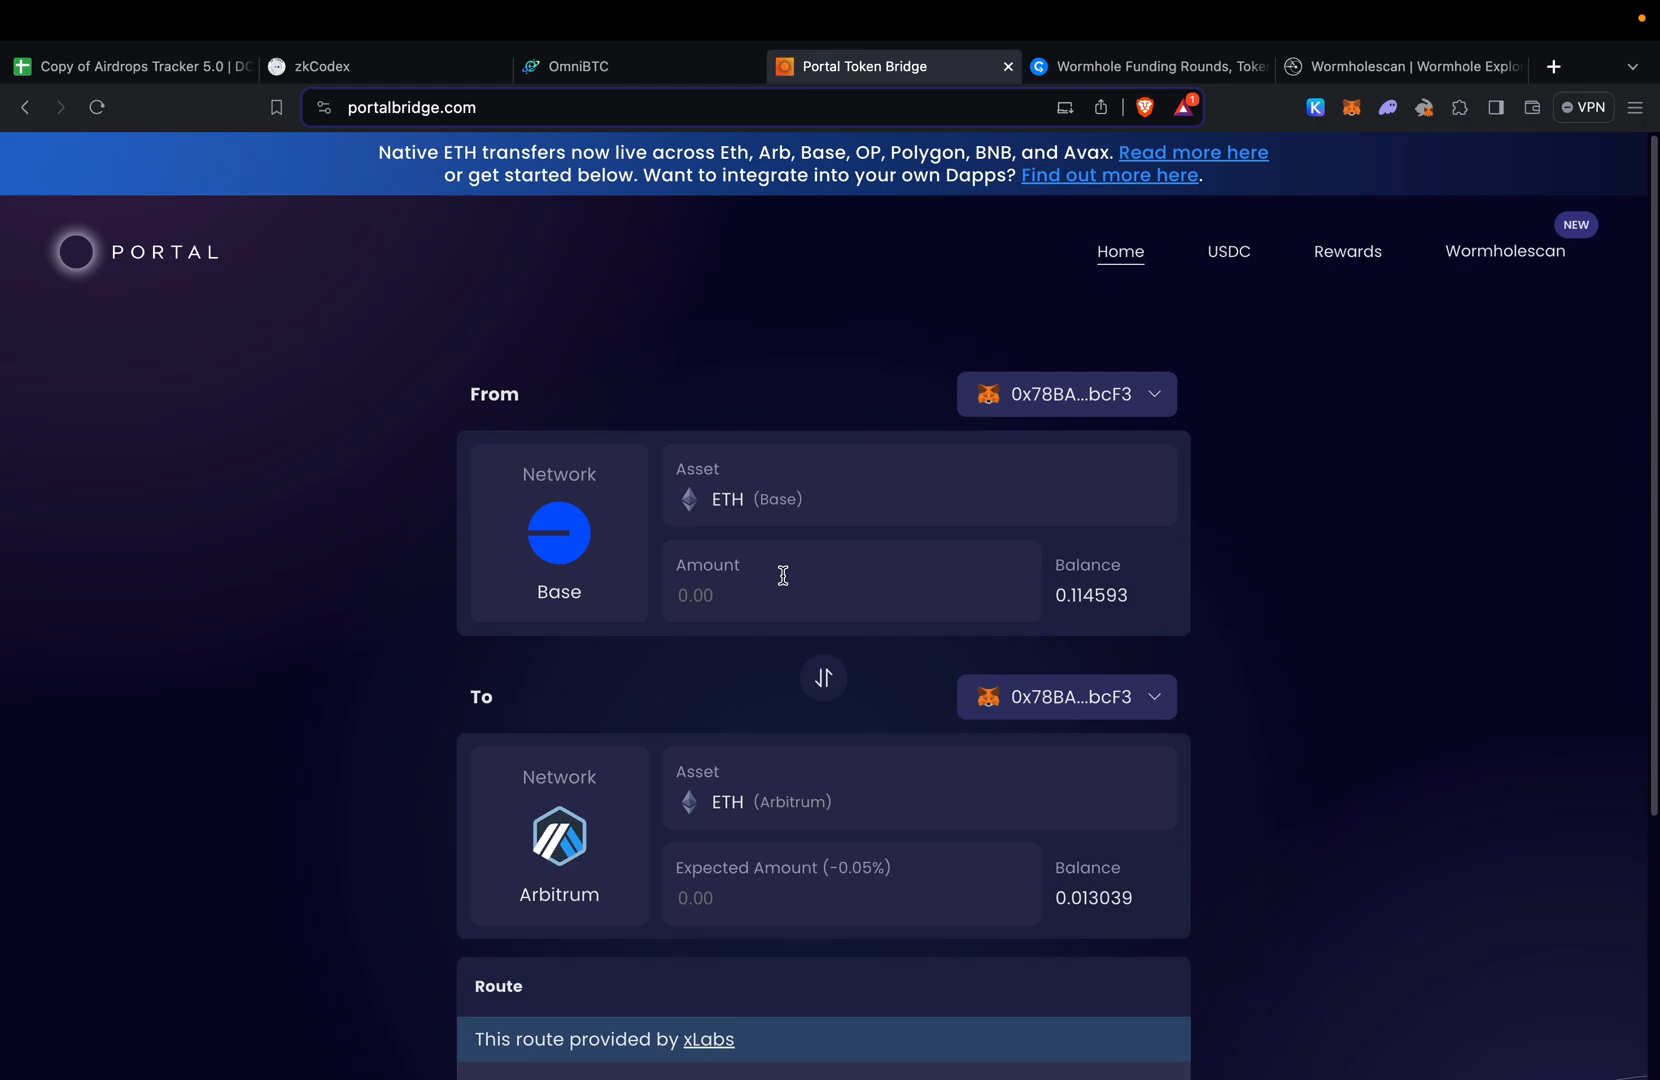 Copy of Airdrops Tracker 5.0 | DC
zkCodex
OmniBTC
Portal Token Bridge
Wormhole Funding Rounds, Toke
Wormholescan | Wormhole Explor
portalbridge.com
1
VPN
Native ETH transfers now live across Eth, Arb, Base, OP, Polygon, BNB, and Avax. Read more here
or get started below. Want to integrate into your own Dapps? Find out more here.
NEW
PORTAL
Home
USDC
Rewards
Wormholescan
From
0x78BA...bcF3
Network
Base
Asset
ETH (Base)
Amount
0.00
Balance
0.114593
To
0x78BA...bcF3
Network
Arbitrum
Asset
ETH (Arbitrum)
Expected Amount (-0.05%)
0.00
Balance
0.013039
Route
This route provided by xLabs